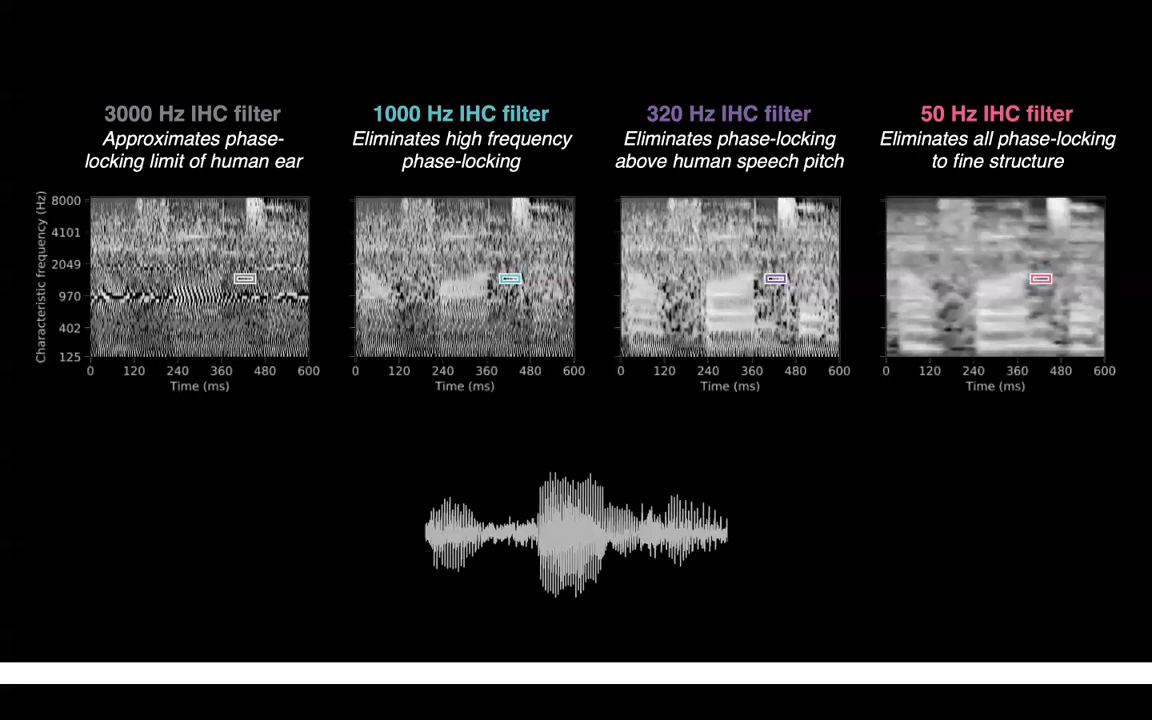 3000 Hz IHC filter
Approximates phase-
locking limit of human ear
1000 Hz IHC filter
Eliminates high frequency
phase-locking
320 Hz IHC filter
Eliminates phase-locking
above human speech pitch
50 Hz IHC filter
Eliminates all phase-locking
to fine structure
Characteristic frequency (Hz)
8000
4101
2049
970
402
125
0 120 240 360 480 600
Time (ms)
0 120 240 360 480 600
Time (ms)
0 120 240 360 480 600
Time (ms)
0 120 240 360 480 600
Time (ms)